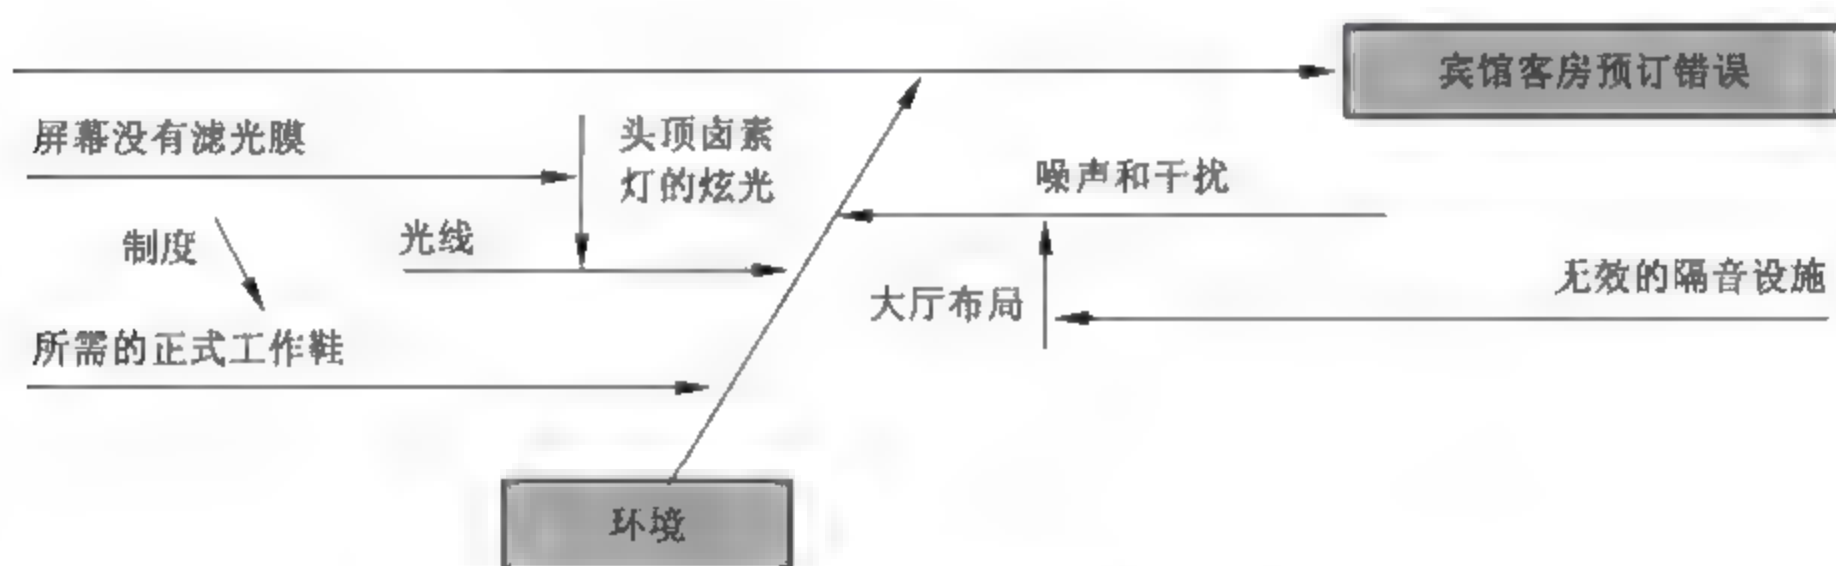 宾馆客房预订错误
屏幕没有滤光膜
头顶卤素
灯的炫光
噪声和干扰
制度
光线
无效的隔音设施
大厅布局
所需的正式工作鞋
环境